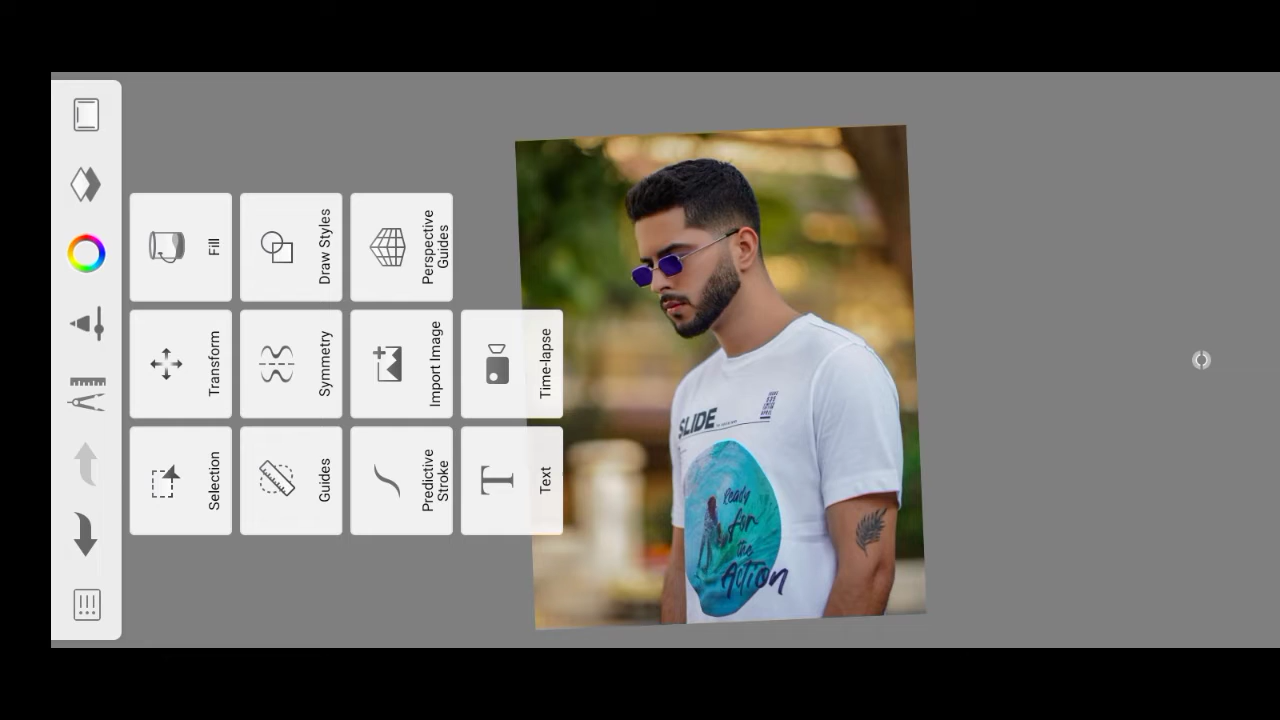 Selection
Transform
Fill
Guides
Symmetry
Draw Styles
Predictive
Stroke
Import Image
Perspective
Guides
Text
Time-lapse
SLIDE
Ready
for
the
Action